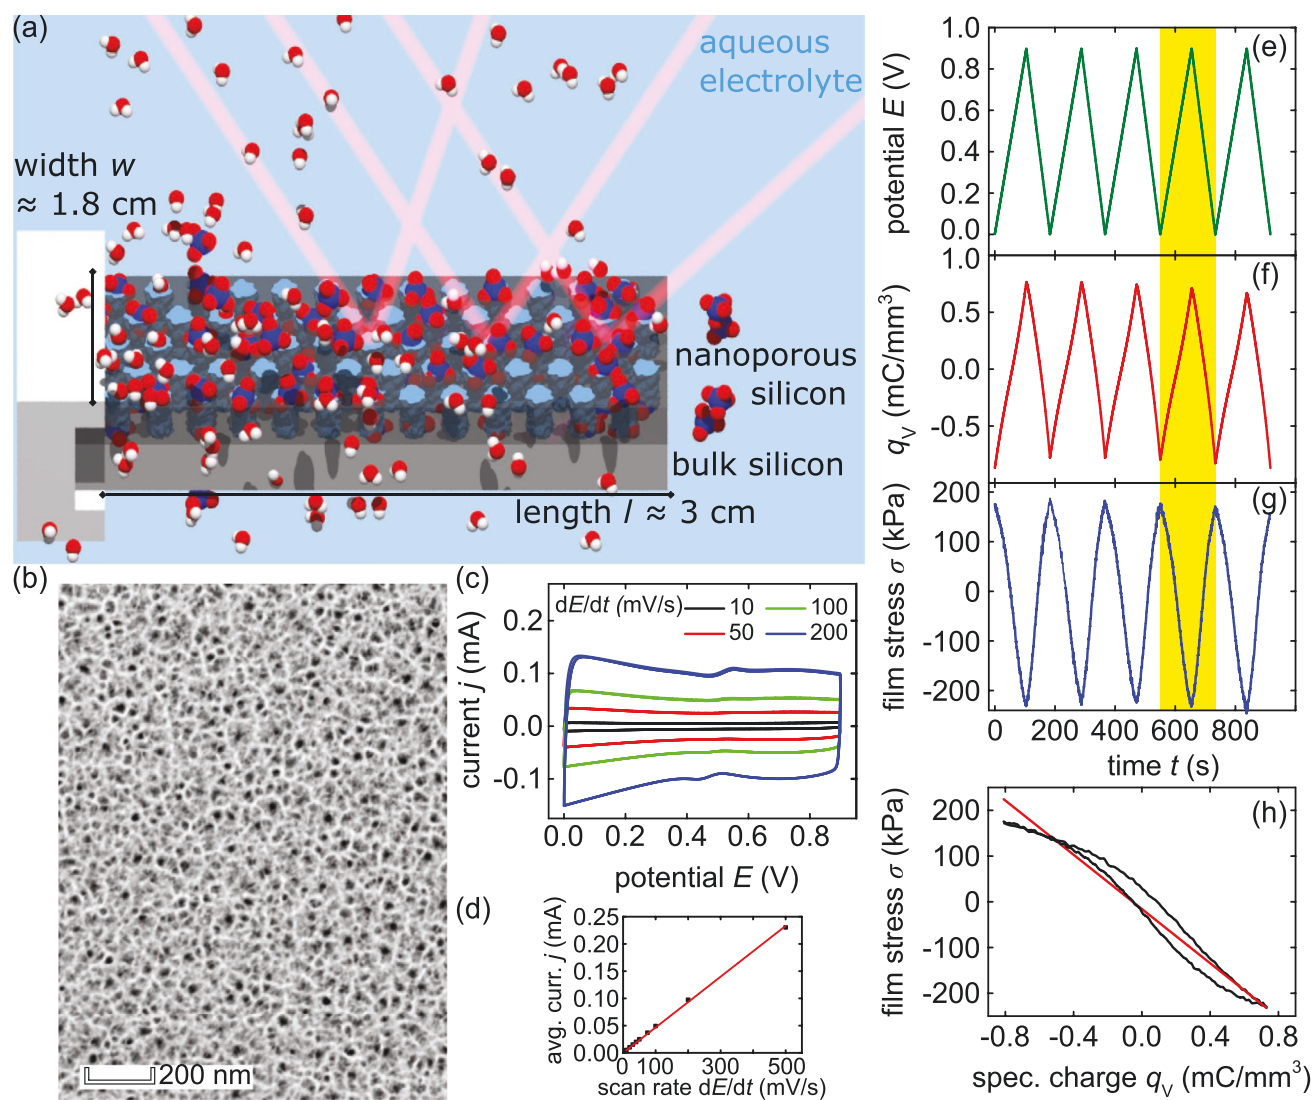 (a)
aqueous
electrolyte
width w
≈ 1.8 cm
nanoporous
silicon
bulk silicon
length l ≈ 3 cm
(b)
200 nm
(c)
dE/dt (mV/s)
10
100
50
200
0.2
0.1
0.0
-0.1
current j (mA)
0.0
0.2
0.4
0.6
0.8
potential E (V)
(d)
0.25
0.20
0.15
0.10
0.05
0.00
avg. curr. j (mA)
0
100
300
500
scan rate dE/dt (mV/s)
(e)
1.0
0.8
0.6
0.4
0.2
0.0
potential E (V)
(f)
1.0
0.5
0.0
-0.5
qV (mC/mm³)
(g)
200
100
0
-100
-200
film stress σ (kPa)
0
200
400
600
800
time t (s)
(h)
200
100
0
-100
-200
film stress σ (kPa)
-0.8
-0.4
0.0
0.4
0.8
spec. charge qV (mC/mm³)